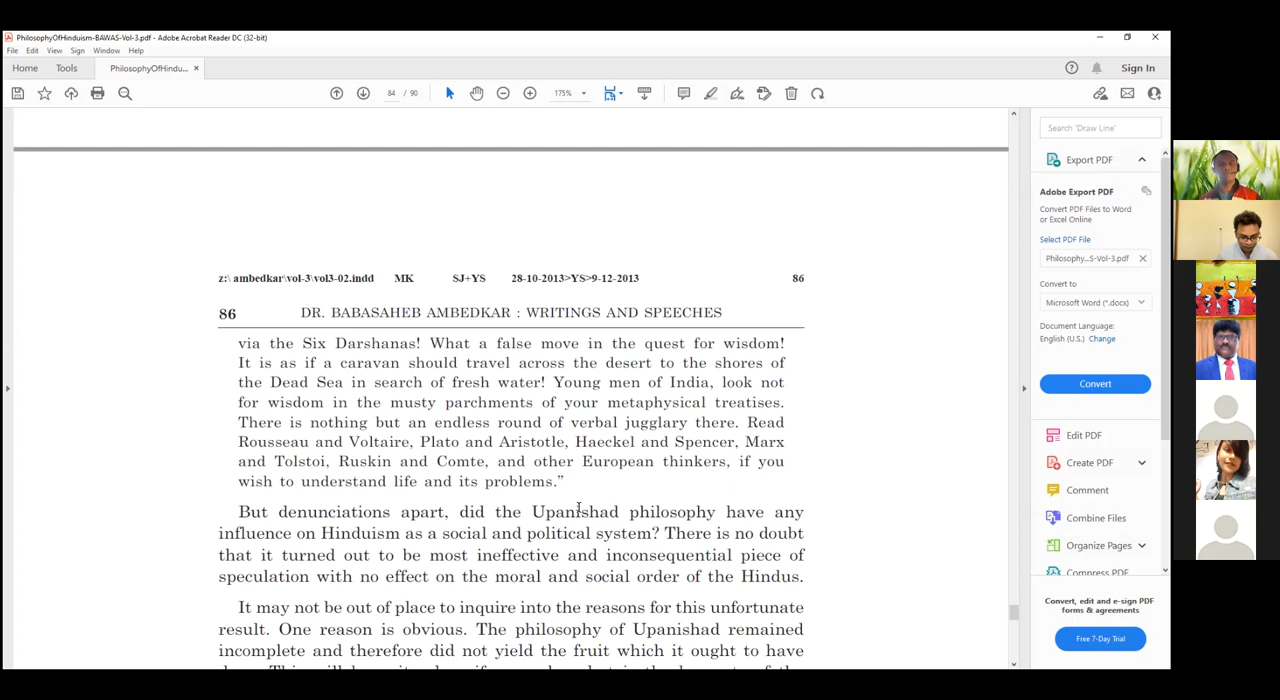 PhilosophyOfHinduism-BAWAS-Vol-3.pdf - Adobe Acrobat Reader DC (32-bit)
File Edit View Sign Window Help
Home Tools PhilosophyOfHindu... × Sign In
84 / 90 175%
z:\ ambedkar\vol-3\vol3-02.indd MK SJ+YS 28-10-2013>YS>9-12-2013 86
86 DR. BABASAHEB AMBEDKAR : WRITINGS AND SPEECHES
via the Six Darshanas! What a false move in the quest for wisdom!
It is as if a caravan should travel across the desert to the shores of
the Dead Sea in search of fresh water! Young men of India, look not
for wisdom in the musty parchments of your metaphysical treatises.
There is nothing but an endless round of verbal jugglary there. Read
Rousseau and Voltaire, Plato and Aristotle, Haeckel and Spencer, Marx
and Tolstoi, Ruskin and Comte, and other European thinkers, if you
wish to understand life and its problems.”
But denunciations apart, did the Upanishad philosophy have any
influence on Hinduism as a social and political system? There is no doubt
that it turned out to be most ineffective and inconsequential piece of
speculation with no effect on the moral and social order of the Hindus.
It may not be out of place to inquire into the reasons for this unfortunate
result. One reason is obvious. The philosophy of Upanishad remained
incomplete and therefore did not yield the fruit which it ought to have
Search 'Draw Line'
Export PDF
Adobe Export PDF
Convert PDF Files to Word
or Excel Online
Select PDF File
Philosophy...S-Vol-3.pdf
Convert to
Microsoft Word (*.docx)
Document Language:
English (U.S.) Change
Convert
Edit PDF
Create PDF
Comment
Combine Files
Organize Pages
Compress PDF
Convert, edit and e-sign PDF
forms & agreements
Free 7-Day Trial